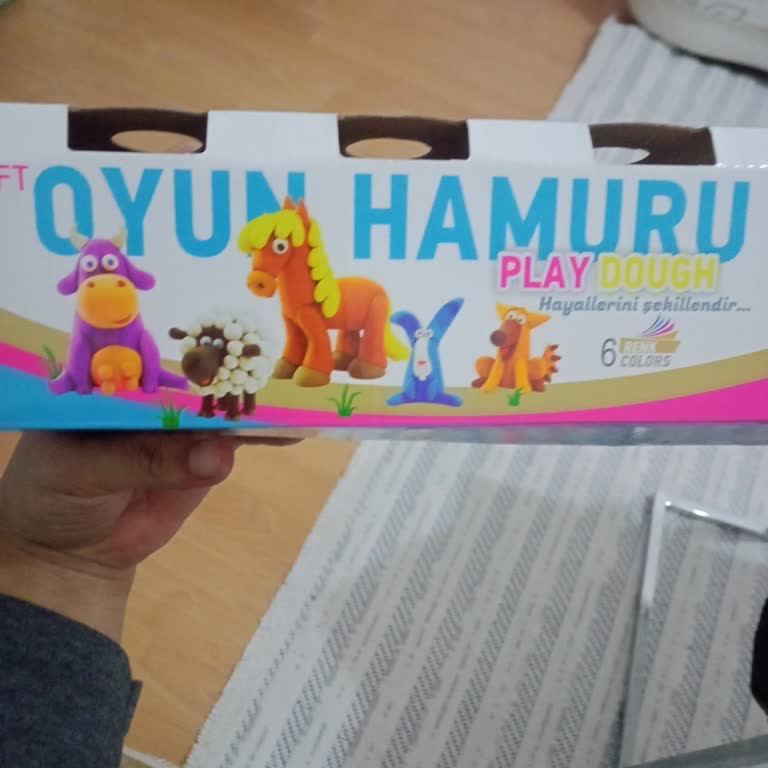 FT OYUN HAMURU
PLAY DOUGH
Hayallerini şekillendir...
6 RENK
COLORS